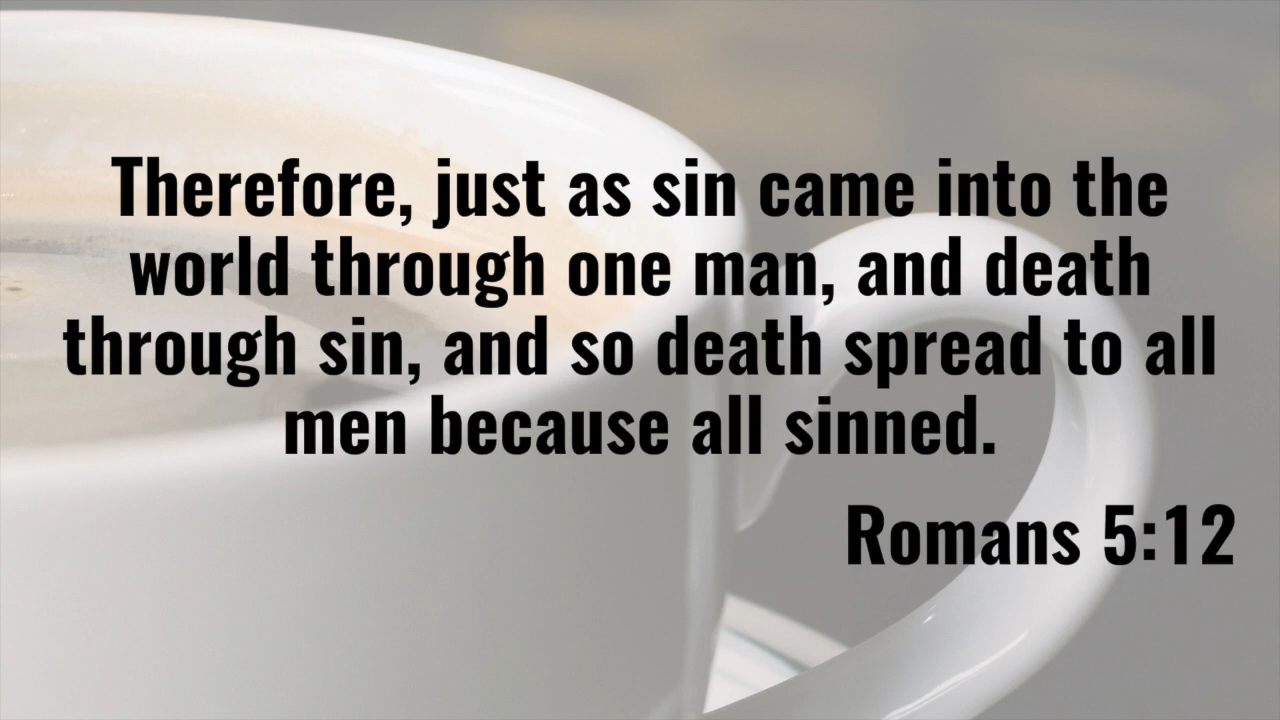 Therefore, just as sin came into the
world through one man, and death
through sin, and so death spread to all
men because all sinned.
Romans 5:12